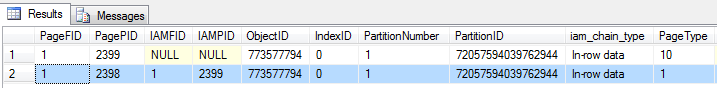 Results Messages
PageFID PagePID IAMFID IAMPID ObjectID IndexID PartitionNumber PartitionID iam_chain_type PageType
1 1 2399 NULL NULL 773577794 0 1 72057594039762944 In-row data 10
2 1 2398 1 2399 773577794 0 1 72057594039762944 In-row data 1